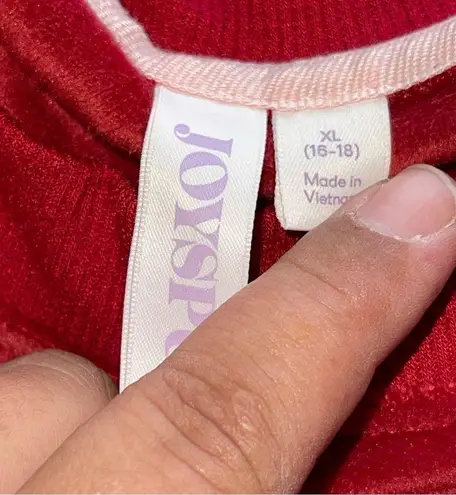 JOYSP
XL
(16–18)
Made in
Vietna